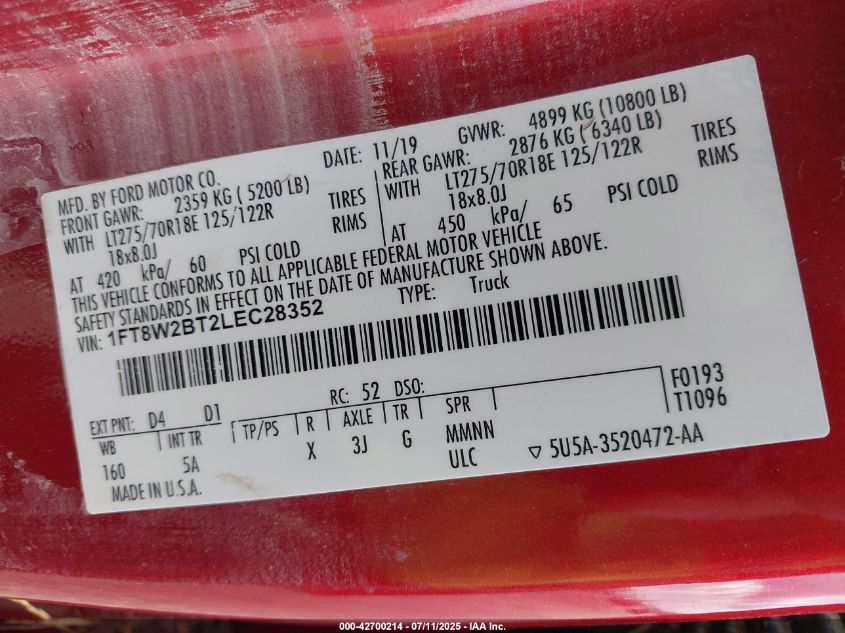 MFD. BY FORD MOTOR CO.
DATE: 11/19 GVWR: 4899 KG (10800 LB)
FRONT GAWR: 2359 KG ( 5200 LB)
WITH LT275/70R18E 125/122R TIRES
18x8.0J RIMS
AT 420 kPa/ 60 PSI COLD
REAR GAWR: 2876 KG ( 6340 LB)
WITH LT275/70R18E 125/122R TIRES
18x8.0J RIMS
AT 450 kPa/ 65 PSI COLD
THIS VEHICLE CONFORMS TO ALL APPLICABLE FEDERAL MOTOR VEHICLE
SAFETY STANDARDS IN EFFECT ON THE DATE OF MANUFACTURE SHOWN ABOVE.
VIN: 1FT8W2BT2LEC28352 TYPE: Truck
EXT PNT: D4 D1 RC: 52 DSO:
WB INT TR TP/PS R AXLE TR SPR
160 5A X 3J G MMNN
ULC
F0193
T1096
MADE IN U.S.A. ▽ 5U5A-3520472-AA
000-42700214 - 07/11/2025 - IAA Inc.